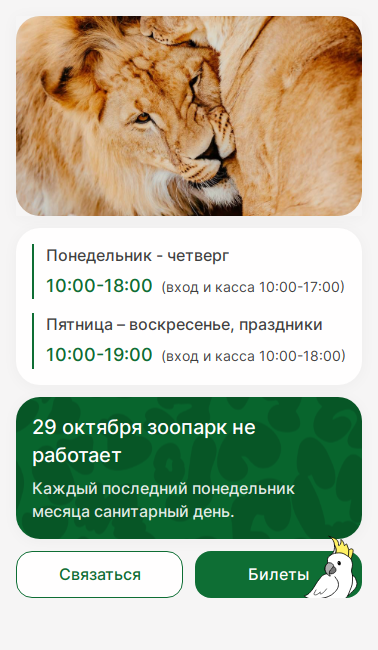 Понедельник - четверг
10:00-18:00 (вход и касса 10:00-17:00)
Пятница – воскресенье, праздники
10:00-19:00 (вход и касса 10:00-18:00)
29 октября зоопарк не
работает
Каждый последний понедельник
месяца санитарный день.
Связаться
Билеты